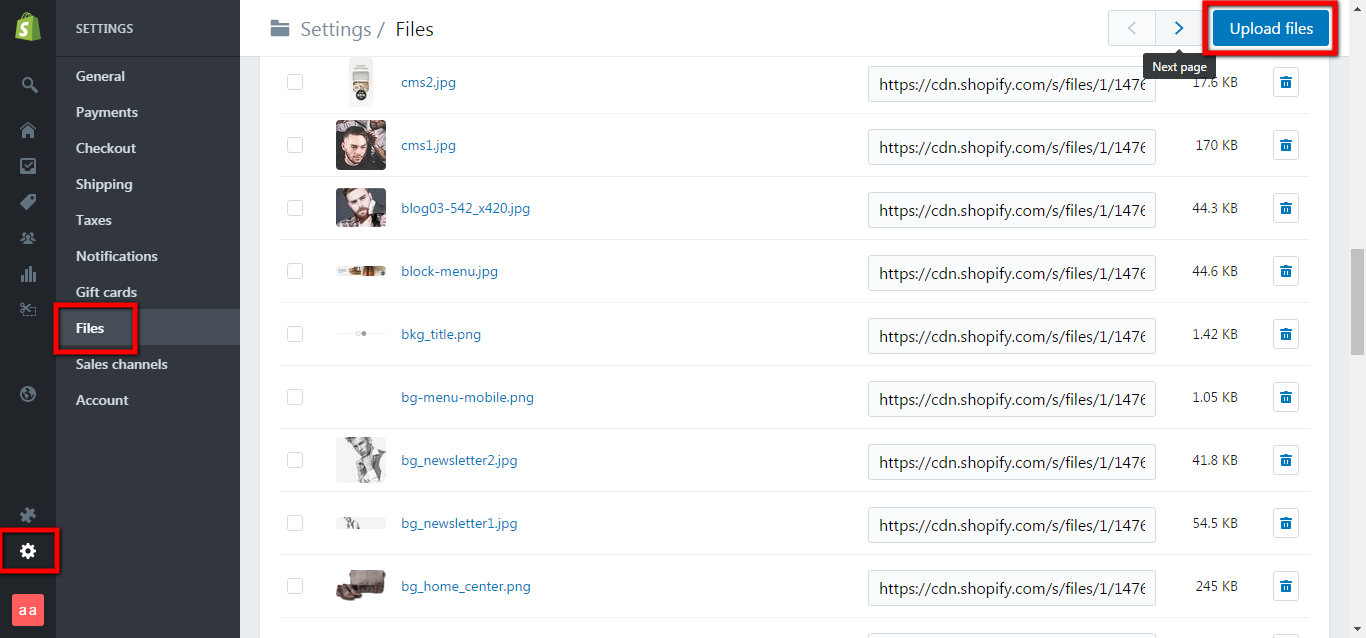 SETTINGS
General
Payments
Checkout
Shipping
Taxes
Notifications
Gift cards
Files
Sales channels
Account
aa
Settings / Files
Upload files
Next page
cms2.jpg https://cdn.shopify.com/s/files/1/1476 17.6 KB
cms1.jpg https://cdn.shopify.com/s/files/1/1476 170 KB
blog03-542_x420.jpg https://cdn.shopify.com/s/files/1/1476 44.3 KB
block-menu.jpg https://cdn.shopify.com/s/files/1/1476 44.6 KB
bkg_title.png https://cdn.shopify.com/s/files/1/1476 1.42 KB
bg-menu-mobile.png https://cdn.shopify.com/s/files/1/1476 1.05 KB
bg_newsletter2.jpg https://cdn.shopify.com/s/files/1/1476 41.8 KB
bg_newsletter1.jpg https://cdn.shopify.com/s/files/1/1476 54.5 KB
bg_home_center.png https://cdn.shopify.com/s/files/1/1476 245 KB